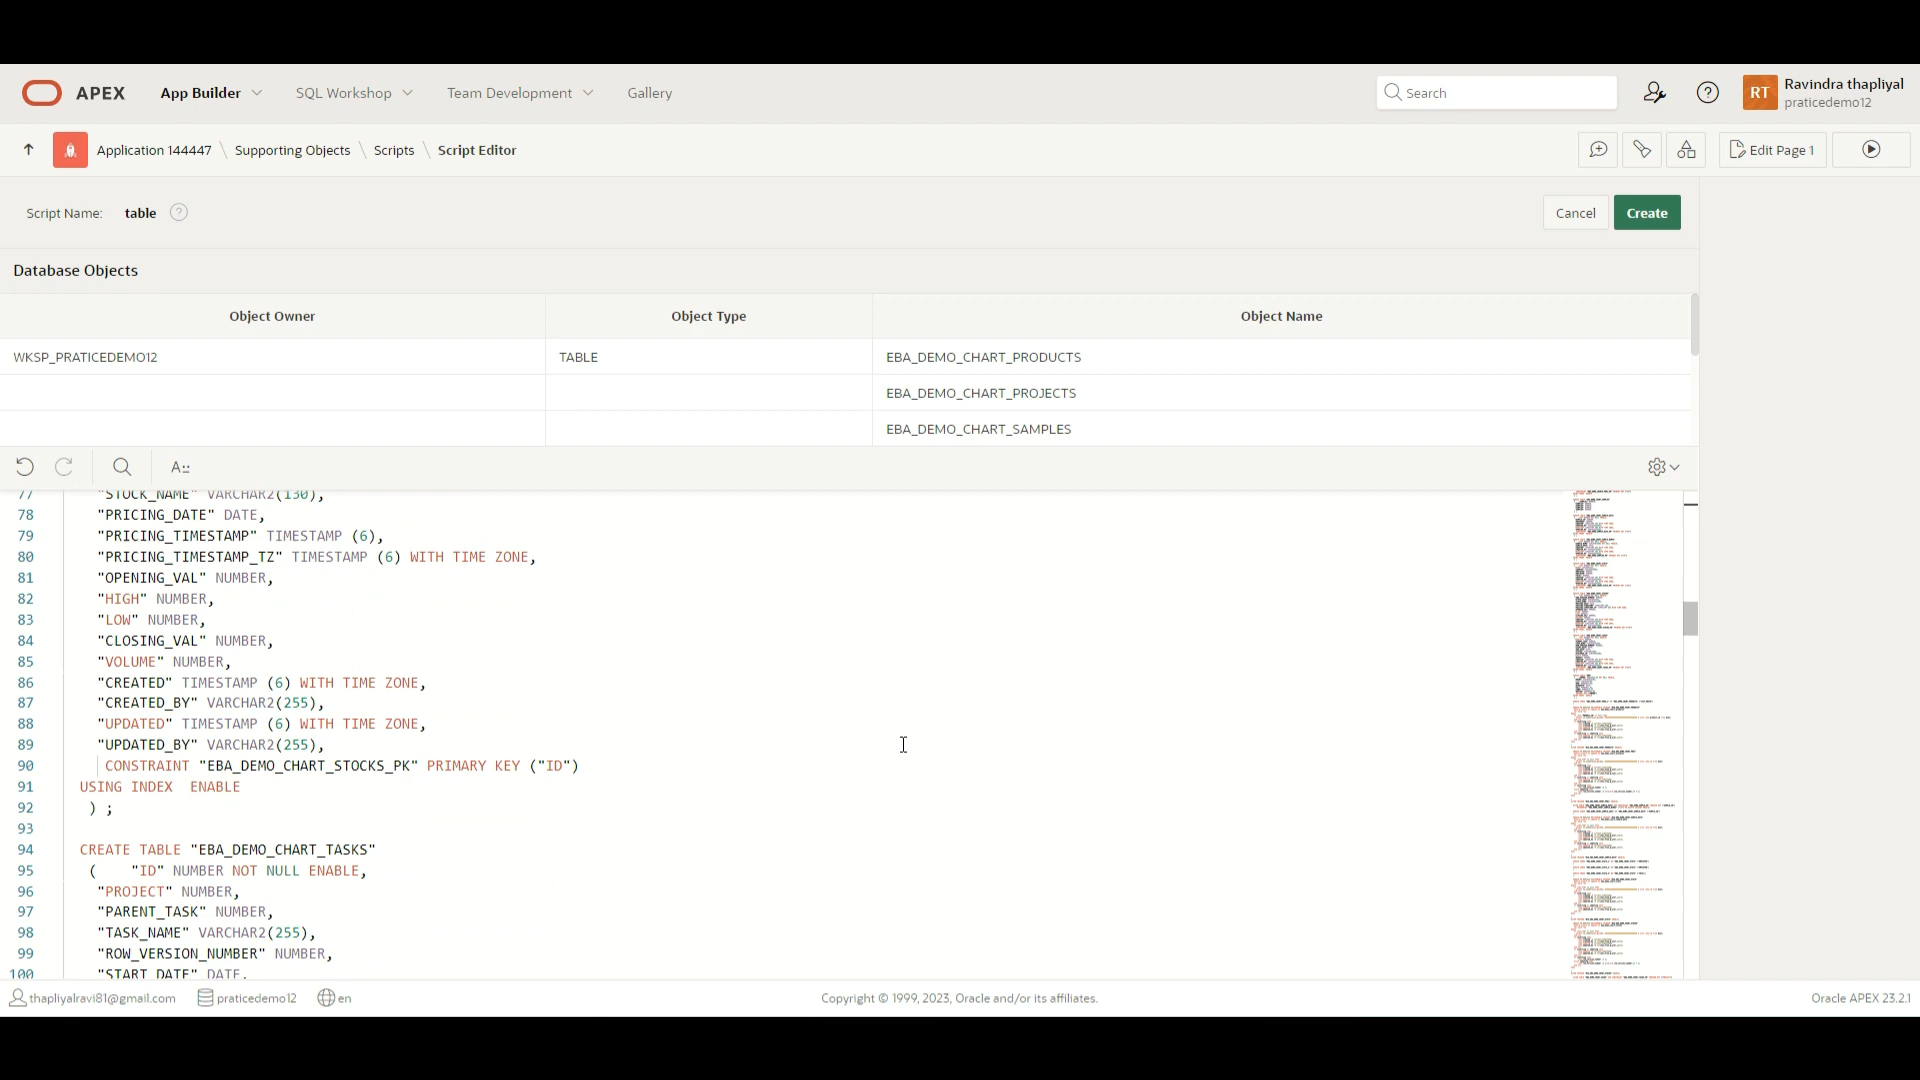 APEX App Builder SQL Workshop Team Development Gallery Search Ravindra thapliyal
RT praticedemo12
Application 144447 \ Supporting Objects \ Scripts \ Script Editor Edit Page 1
Script Name: table ? Cancel Create
Database Objects
Object Owner Object Type Object Name
WKSP_PRATICEDEMO12 TABLE EBA_DEMO_CHART_PRODUCTS
EBA_DEMO_CHART_PROJECTS
EBA_DEMO_CHART_SAMPLES
77 "STOCK_NAME" VARCHAR2(130),
78 "PRICING_DATE" DATE,
79 "PRICING_TIMESTAMP" TIMESTAMP (6),
80 "PRICING_TIMESTAMP_TZ" TIMESTAMP (6) WITH TIME ZONE,
81 "OPENING_VAL" NUMBER,
82 "HIGH" NUMBER,
83 "LOW" NUMBER,
84 "CLOSING_VAL" NUMBER,
85 "VOLUME" NUMBER,
86 "CREATED" TIMESTAMP (6) WITH TIME ZONE,
87 "CREATED_BY" VARCHAR2(255),
88 "UPDATED" TIMESTAMP (6) WITH TIME ZONE,
89 "UPDATED_BY" VARCHAR2(255),
90 CONSTRAINT "EBA_DEMO_CHART_STOCKS_PK" PRIMARY KEY ("ID")
91 USING INDEX  ENABLE
92 ) ;
93
94 CREATE TABLE "EBA_DEMO_CHART_TASKS"
95 ( "ID" NUMBER NOT NULL ENABLE,
96 "PROJECT" NUMBER,
97 "PARENT_TASK" NUMBER,
98 "TASK_NAME" VARCHAR2(255),
99 "ROW_VERSION_NUMBER" NUMBER,
100 "START_DATE" DATE,
thapliyalravi81@gmail.com praticedemo12 en Copyright © 1999, 2023, Oracle and/or its affiliates. Oracle APEX 23.2.1